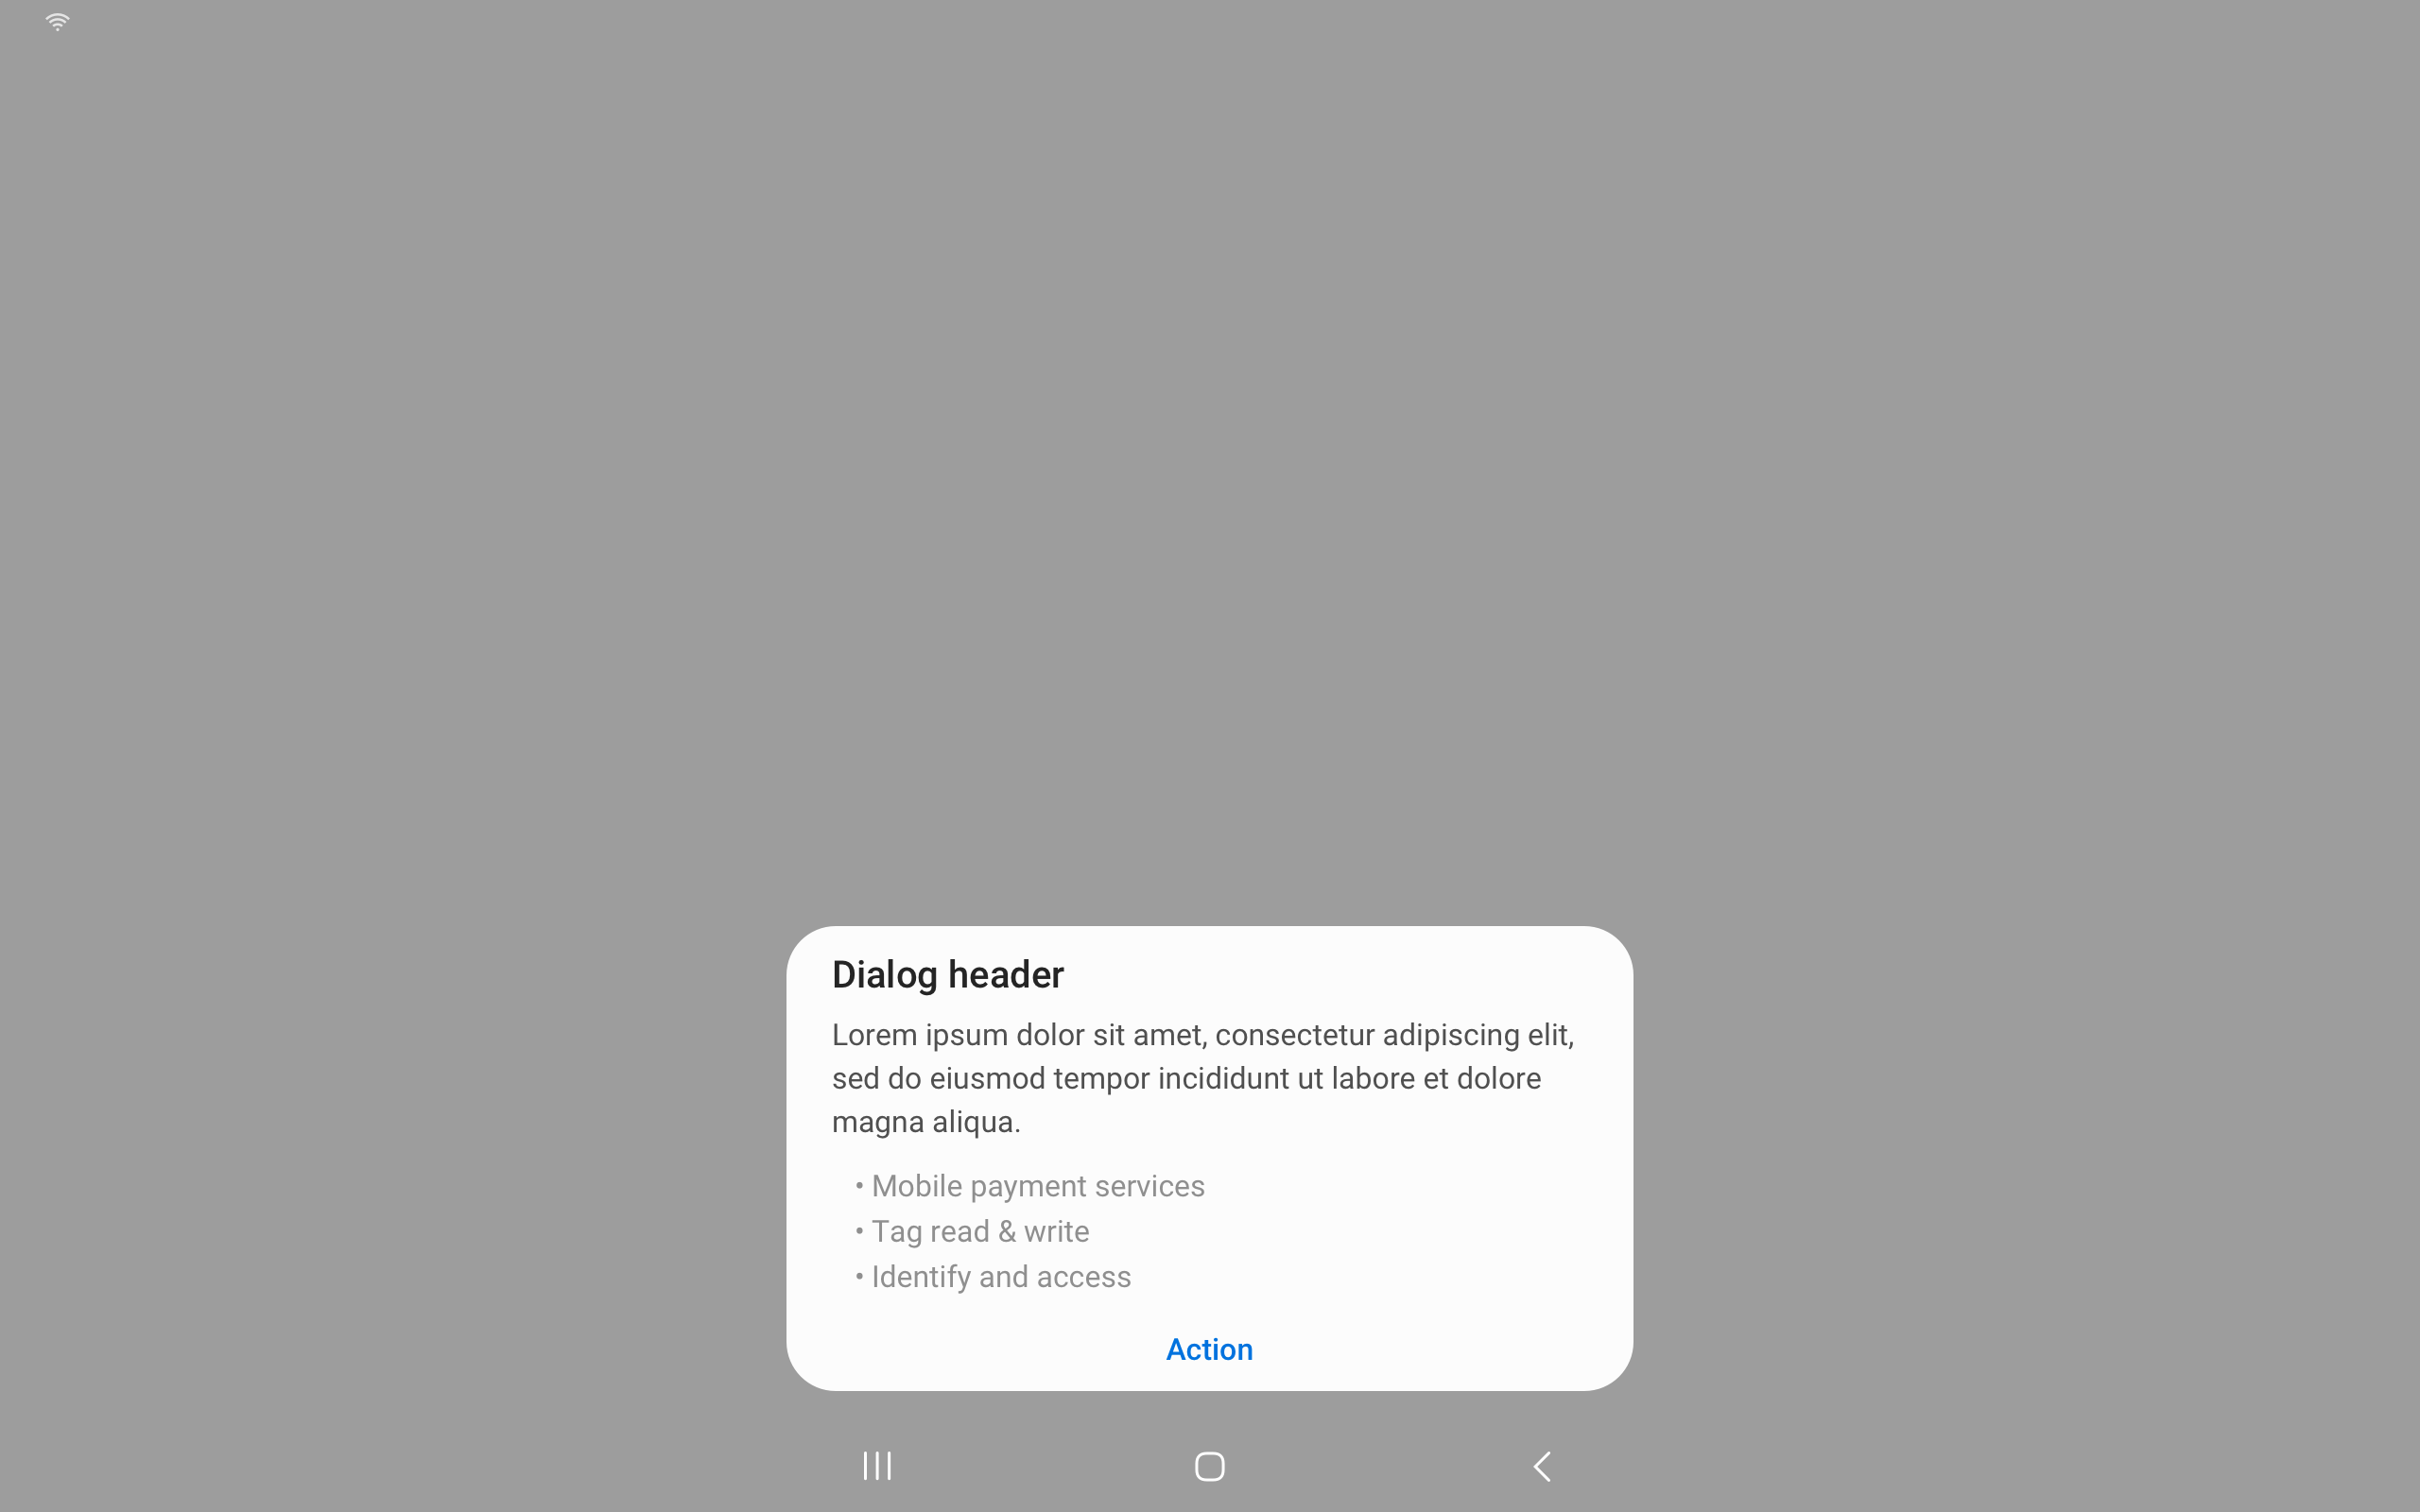 Dialog header
Lorem ipsum dolor sit amet, consectetur adipiscing elit,
sed do eiusmod tempor incididunt ut labore et dolore
magna aliqua.
• Mobile payment services
• Tag read & write
• Identify and access
Action